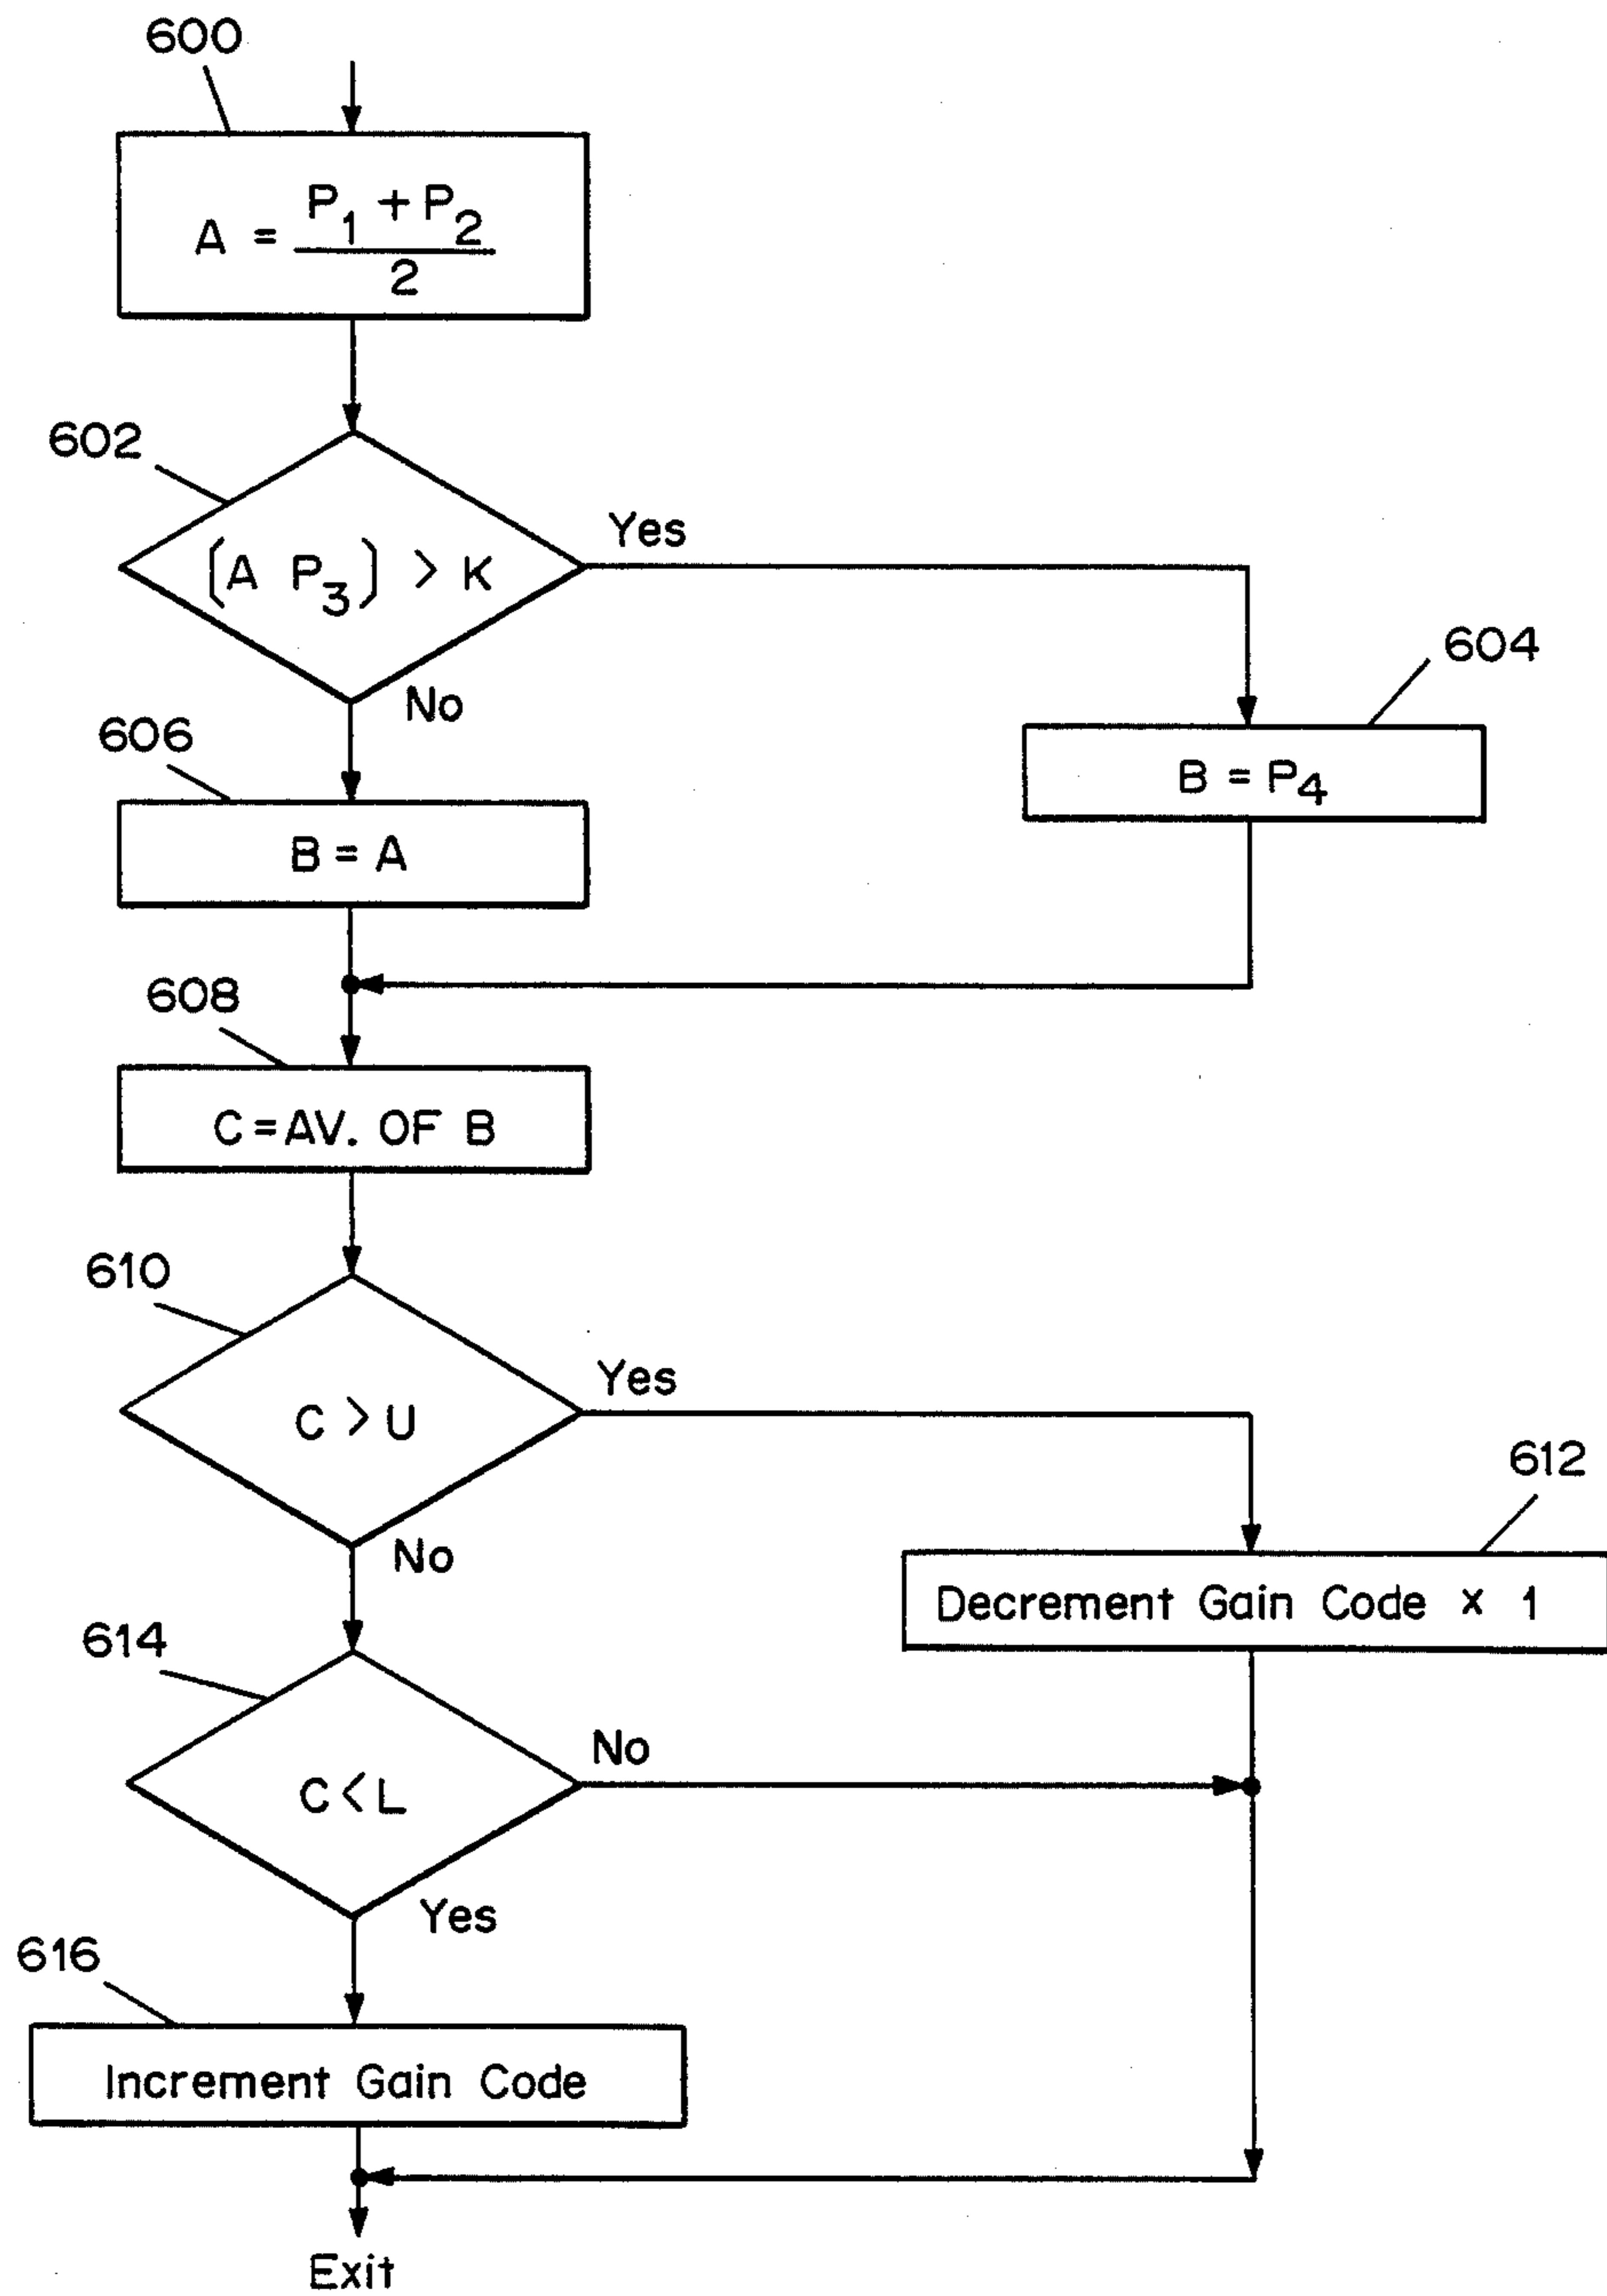 600
A = P₁ + P₂ / 2
602
(A P₃) > K
Yes
No
604
B = P₄
606
B = A
608
C = AV. OF B
610
C > U
Yes
No
612
Decrement Gain Code × 1
614
C < L
No
Yes
616
Increment Gain Code
Exit